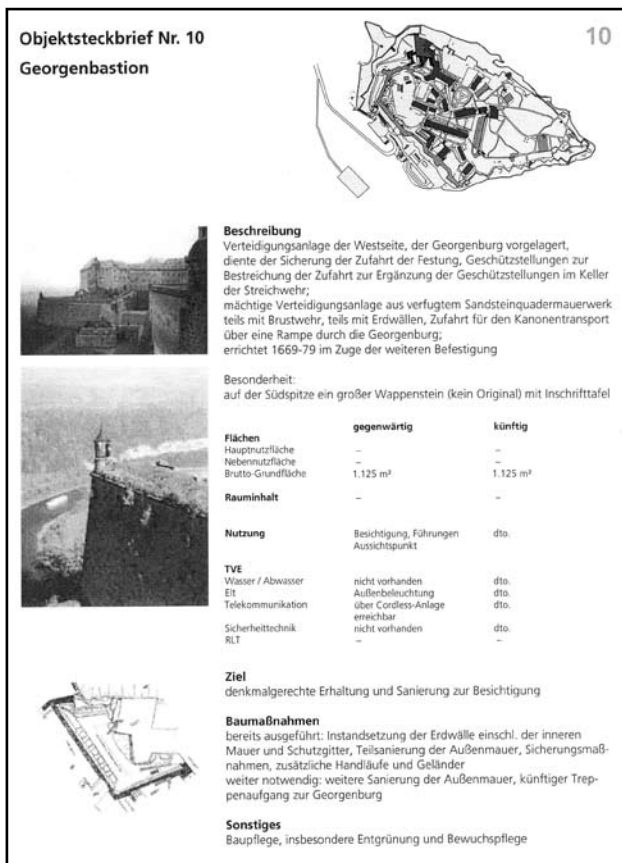 Objektsteckbrief Nr. 10
10
Georgenbastion
Beschreibung
Verteidigungsanlage der Westseite, der Georgenburg vorgelagert,
diente der Sicherung der Zufahrt der Festung, Geschützstellungen zur
Bestreichung der Zufahrt zur Ergänzung der Geschützstellungen im Keller
der Streichwehr;
mächtige Verteidigungsanlage aus verfugtem Sandsteinquadermauerwerk
teils mit Brustwehr, teils mit Erdwällen, Zufahrt für den Kanonentransport
über eine Rampe durch die Georgenburg;
errichtet 1669-79 im Zuge der weiteren Befestigung
Besonderheit:
auf der Südspitze ein großer Wappenstein (kein Original) mit Inschrifttafel
gegenwärtig künftig
Flächen
Hauptnutzfläche – –
Nebennutzfläche – –
Brutto-Grundfläche 1.125 m² 1.125 m²
Rauminhalt – –
Nutzung Besichtigung, Führungen dto.
Aussichtspunkt
TVE
Wasser / Abwasser nicht vorhanden dto.
Elt Außenbeleuchtung dto.
Telekommunikation über Cordless-Anlage dto.
erreichbar
Sicherheittechnik nicht vorhanden dto.
RLT – –
Ziel
denkmalgerechte Erhaltung und Sanierung zur Besichtigung
Baumaßnahmen
bereits ausgeführt: Instandsetzung der Erdwälle einschl. der inneren
Mauer und Schutzgitter, Teilsanierung der Außenmauer, Sicherungsmaß-
nahmen, zusätzliche Handläufe und Geländer
weiter notwendig: weitere Sanierung der Außenmauer, künftiger Trep-
penaufgang zur Georgenburg
Sonstiges
Baupflege, insbesondere Entgrünung und Bewuchspflege